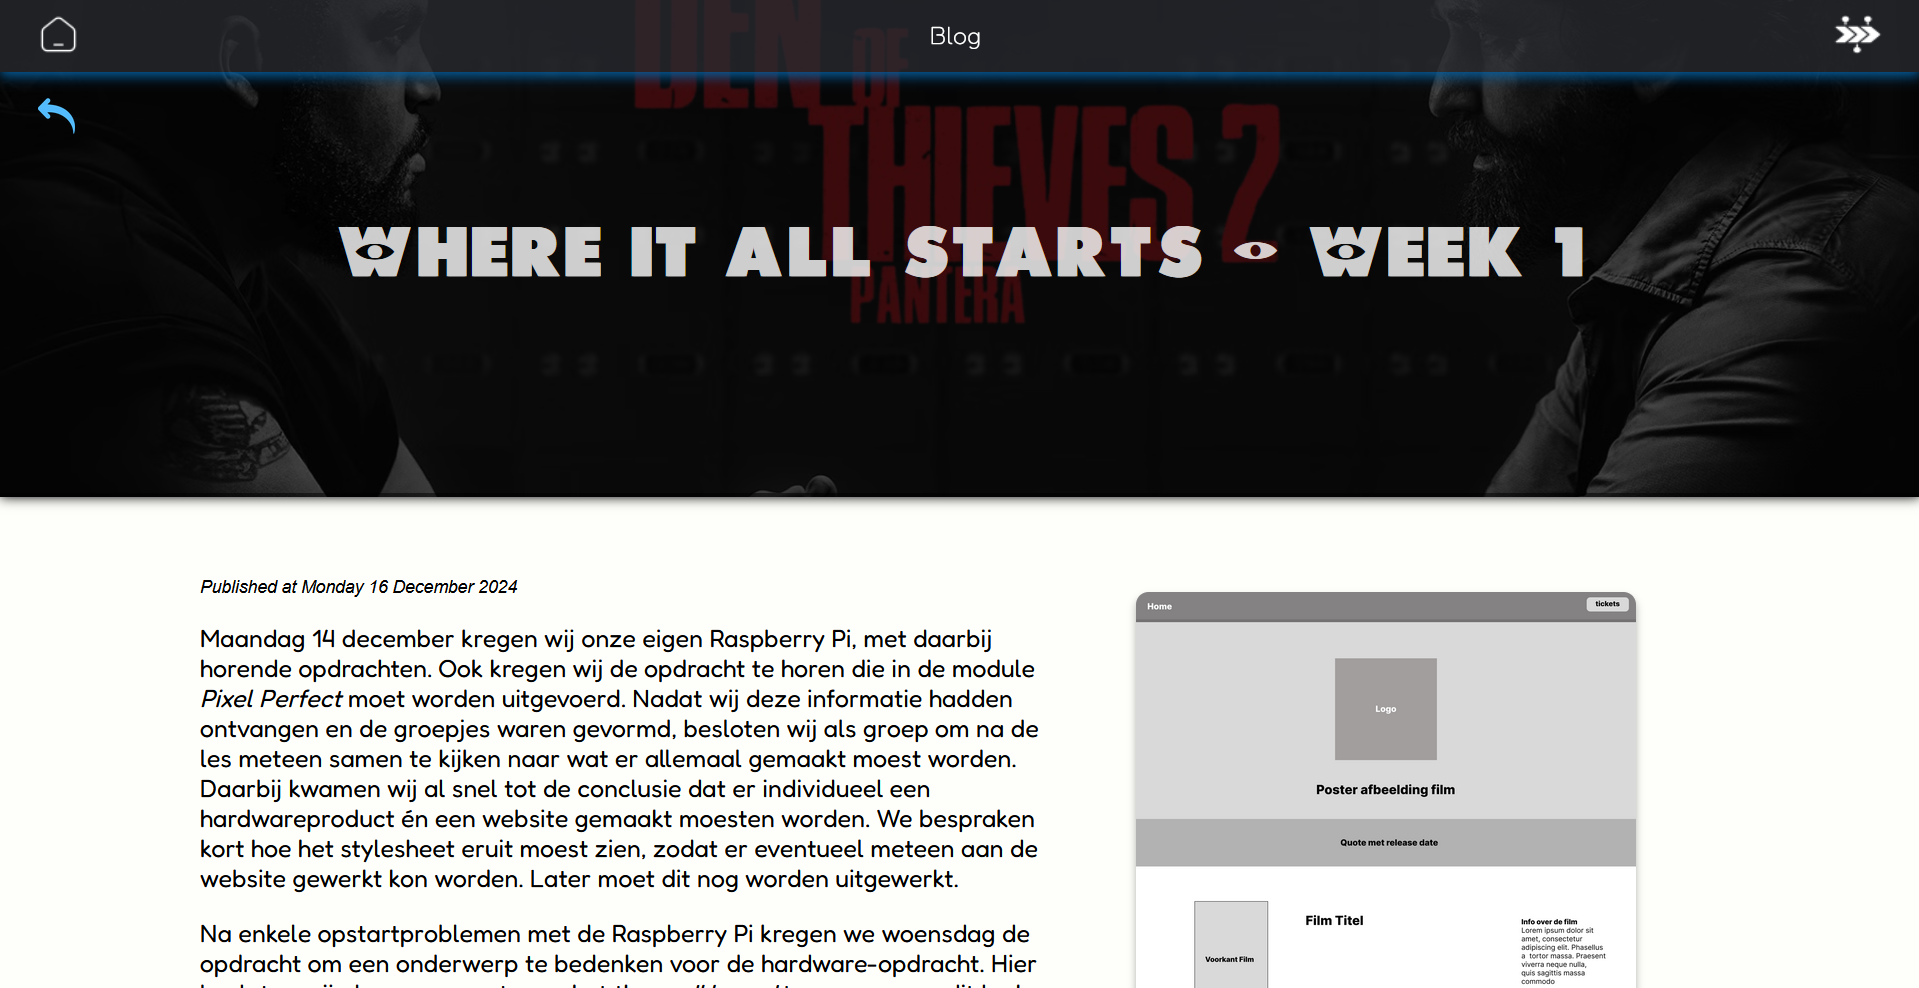 Blog
DEN OF
THIEVES 2
PANTERA
WHERE IT ALL STARTS WEEK 1
Published at Monday 16 December 2024
Maandag 14 december kregen wij onze eigen Raspberry Pi, met daarbij
horende opdrachten. Ook kregen wij de opdracht te horen die in de module
Pixel Perfect moet worden uitgevoerd. Nadat wij deze informatie hadden
ontvangen en de groepjes waren gevormd, besloten wij als groep om na de
les meteen samen te kijken naar wat er allemaal gemaakt moest worden.
Daarbij kwamen wij al snel tot de conclusie dat er individueel een
hardwareproduct én een website gemaakt moesten worden. We bespraken
kort hoe het stylesheet eruit moest zien, zodat er eventueel meteen aan de
website gewerkt kon worden. Later moet dit nog worden uitgewerkt.
Na enkele opstartproblemen met de Raspberry Pi kregen we woensdag de
opdracht om een onderwerp te bedenken voor de hardware-opdracht. Hier
Home
tickets
Logo
Poster afbeelding film
Quote met release date
Voorkant Film
Film Titel
Info over de film
Lorem ipsum dolor sit
amet, consectetur
adipiscing elit. Phasellus
a tortor massa. Praesent
viverra neque nulla,
quis sagittis massa
commodo